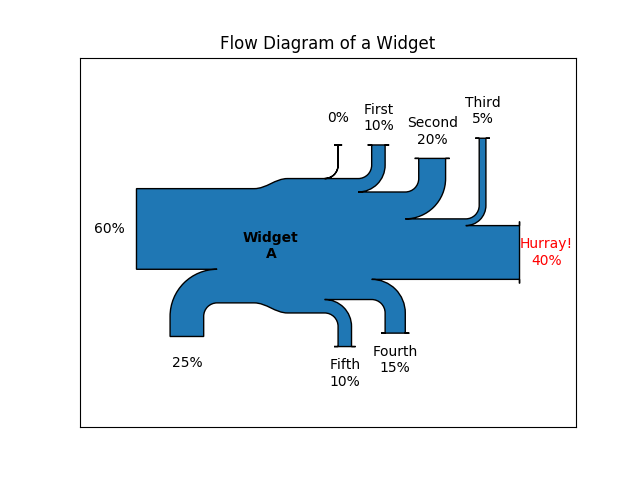 Flow Diagram of a Widget
0%
First
10%
Second
20%
Third
5%
60%
Widget
A
Hurray!
40%
25%
Fifth
10%
Fourth
15%